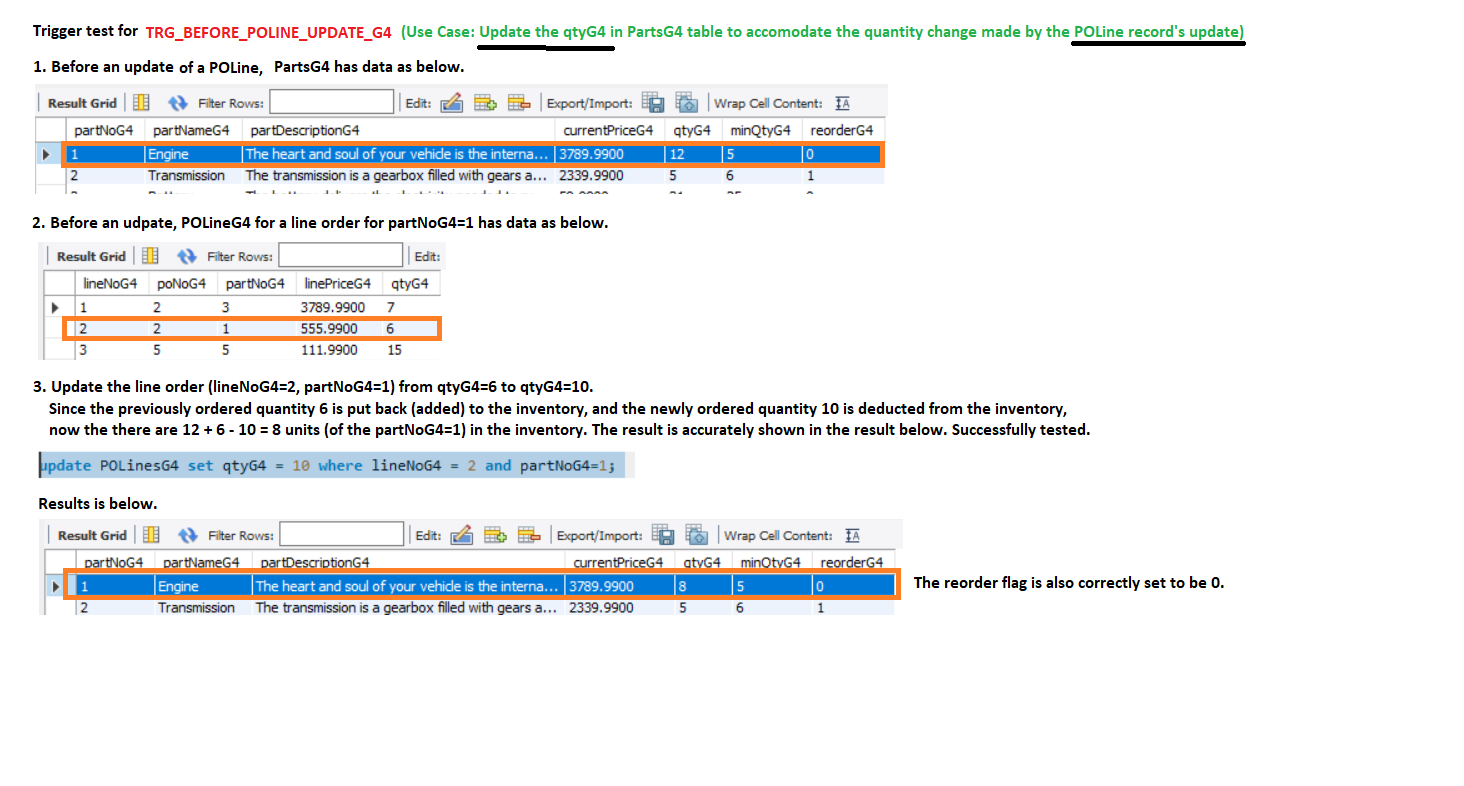 Trigger test for TRG_BEFORE_POLINE_UPDATE_G4 (Use Case: Update the qtyG4 in PartsG4 table to accomodate the quantity change made by the POLine record's update)
1. Before an update of a POLine, PartsG4 has data as below.
Result Grid Filter Rows: Edit: Export/Import: Wrap Cell Content: IA
partNoG4 partNameG4 partDescriptionG4 currentPriceG4 qtyG4 minQtyG4 reorderG4
1 Engine The heart and soul of your vehicle is the interna... 3789.9900 12 5 0
2 Transmission The transmission is a gearbox filled with gears a... 2339.9900 5 6 1
2. Before an udpate, POLineG4 for a line order for partNoG4=1 has data as below.
Result Grid Filter Rows: Edit:
lineNoG4 poNoG4 partNoG4 linePriceG4 qtyG4
1 2 3 3789.9900 7
2 2 1 555.9900 6
3 5 5 111.9900 15
3. Update the line order (lineNoG4=2, partNoG4=1) from qtyG4=6 to qtyG4=10.
Since the previously ordered quantity 6 is put back (added) to the inventory, and the newly ordered quantity 10 is deducted from the inventory,
now the there are 12 + 6 - 10 = 8 units (of the partNoG4=1) in the inventory. The result is accurately shown in the result below. Successfully tested.
update POLinesG4 set qtyG4 = 10 where lineNoG4 = 2 and partNoG4=1;
Results is below.
Result Grid Filter Rows: Edit: Export/Import: Wrap Cell Content: IA
partNoG4 partNameG4 partDescriptionG4 currentPriceG4 qtyG4 minQtyG4 reorderG4
1 Engine The heart and soul of your vehicle is the interna... 3789.9900 8 5 0
The reorder flag is also correctly set to be 0.
2 Transmission The transmission is a gearbox filled with gears a... 2339.9900 5 6 1